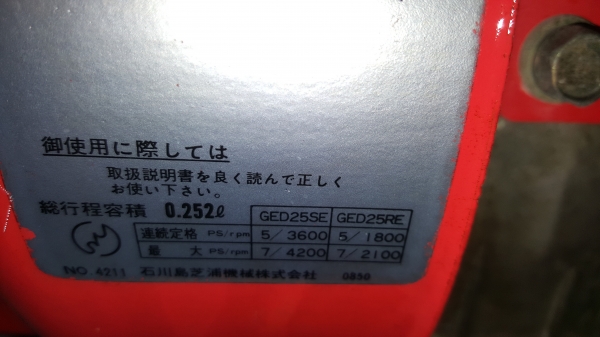 御使用に際しては
取扱説明書を良く読んで正しく
お使い下さい。
総行程容積 0.252ℓ
GED25SE GED25RE
連続定格 PS/rpm 5/3600 5/1800
最大 PS/rpm 7/4200 7/2100
NO 4211 石川島芝浦機械株式会社 0850